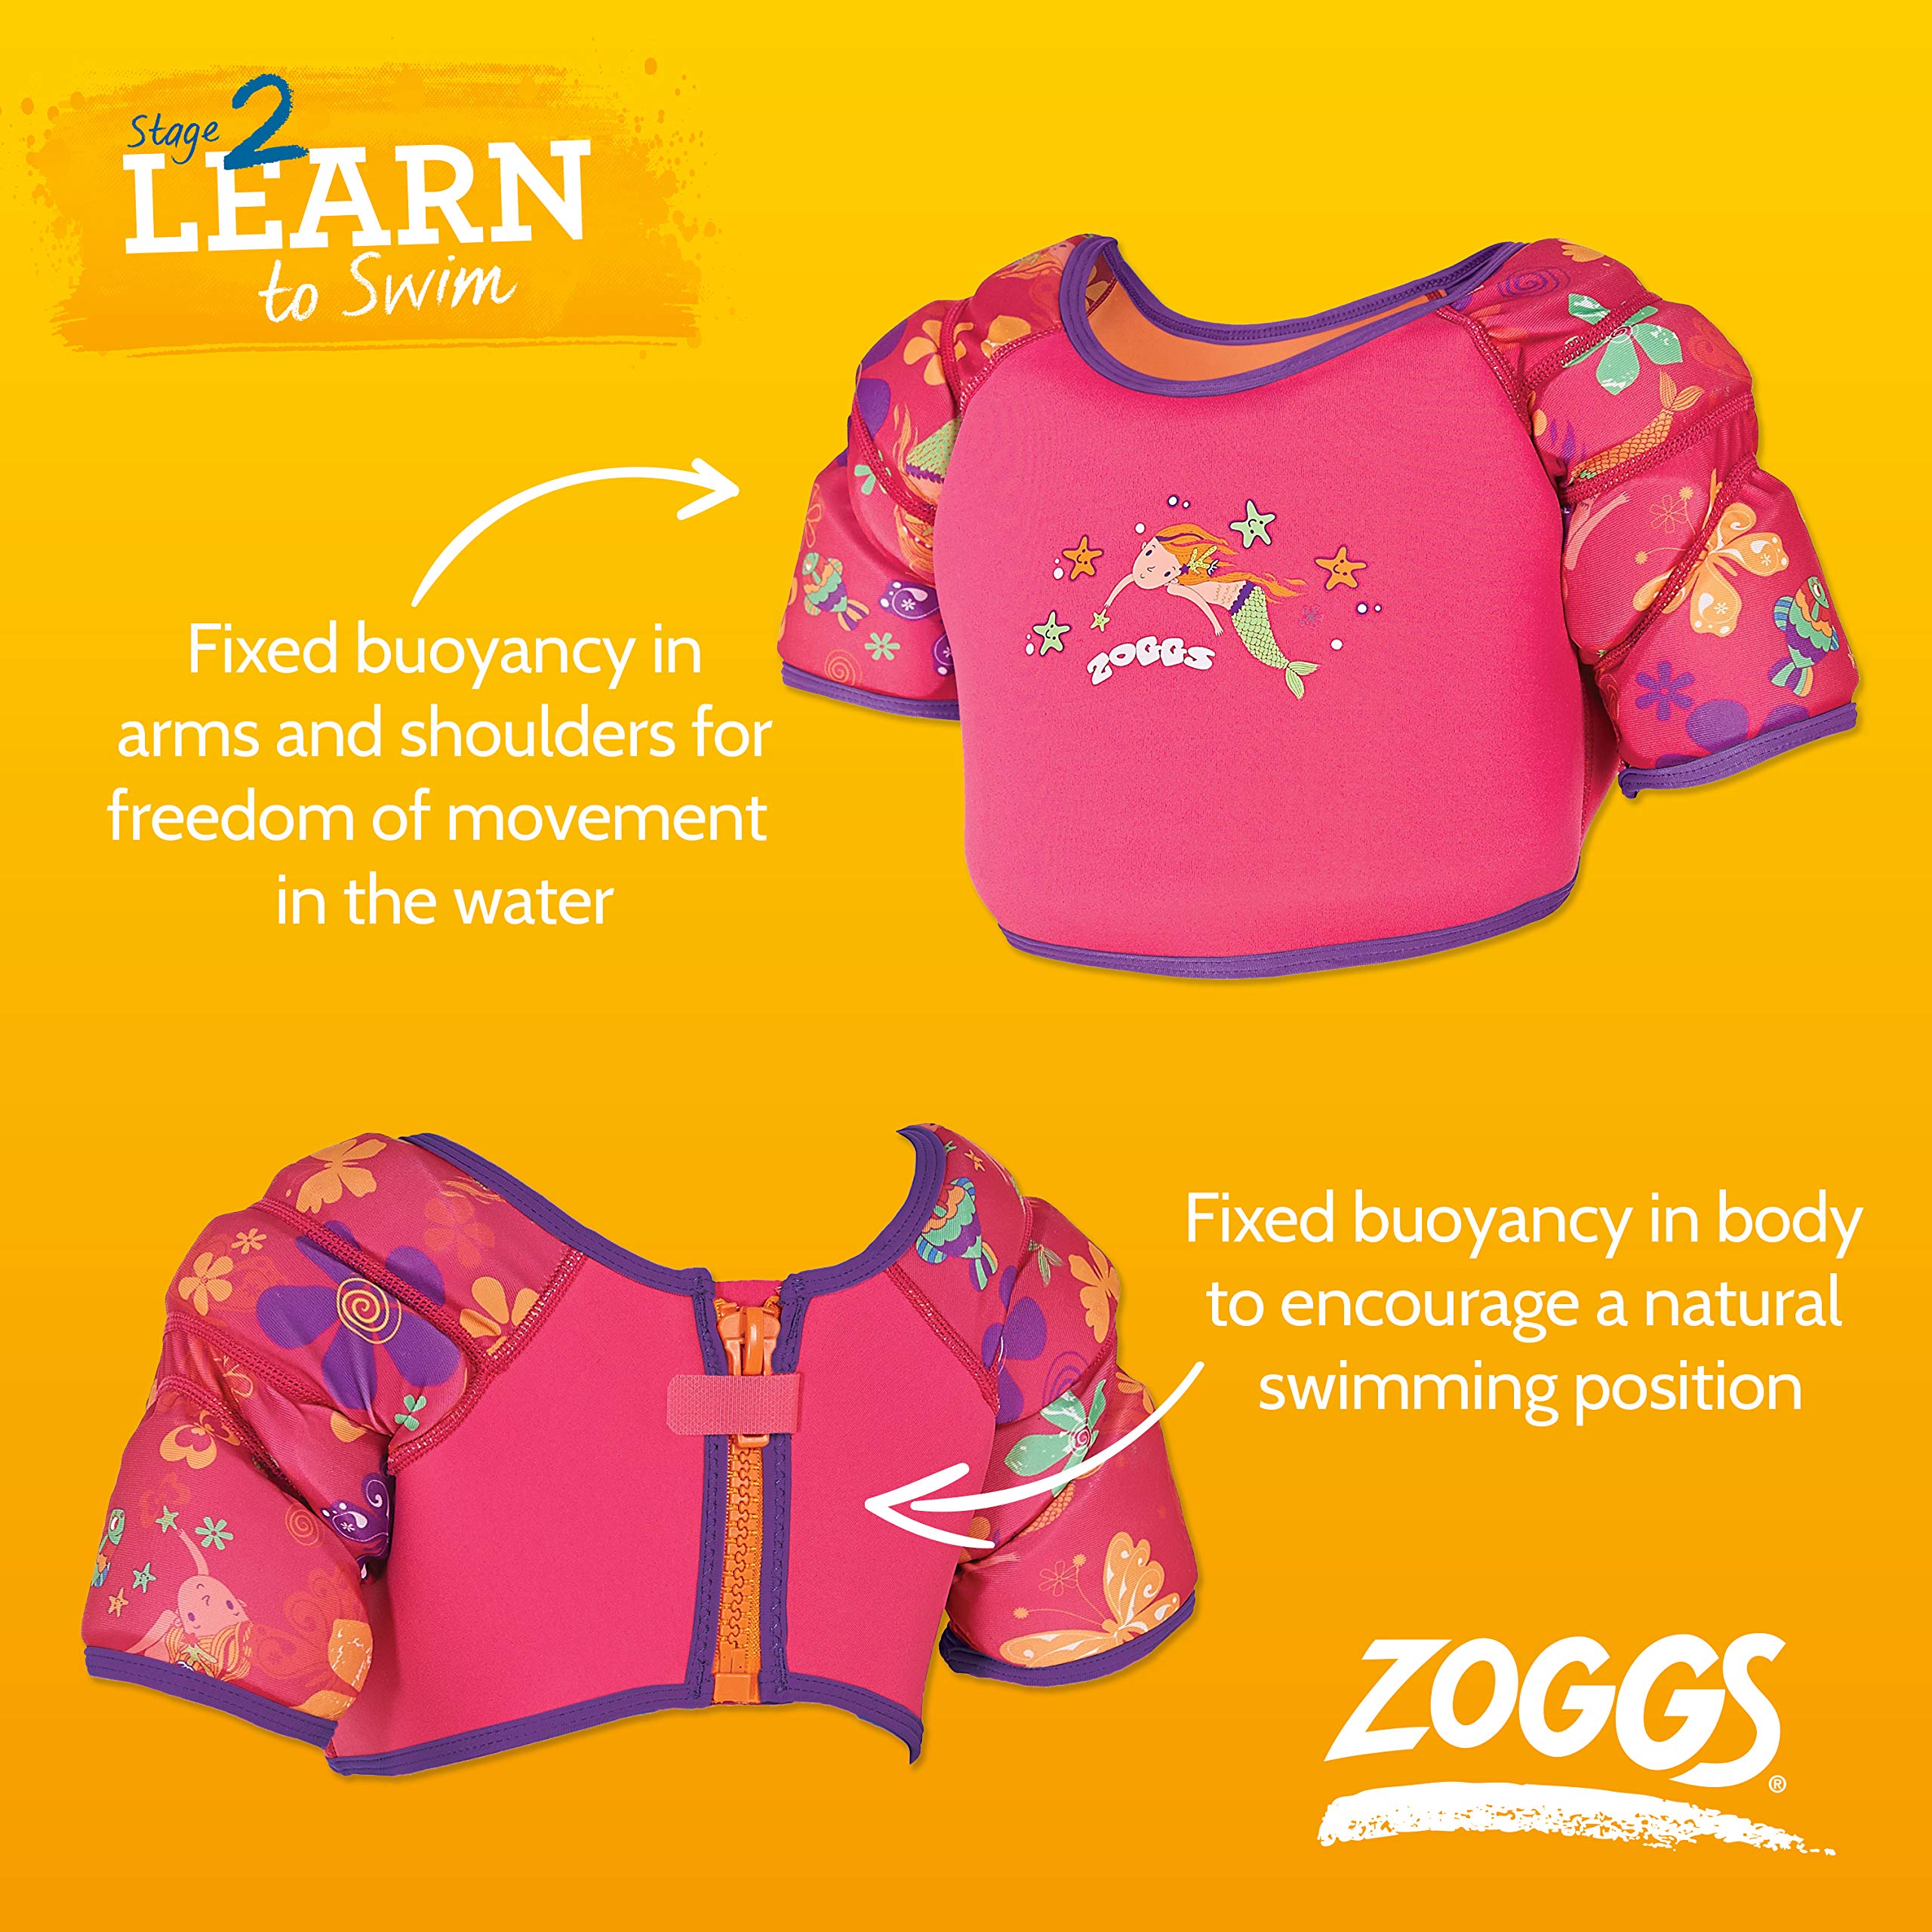 Stage 2
LEARN
to Swim
Fixed buoyancy in
arms and shoulders for
freedom of movement
in the water
ZOGGS
Fixed buoyancy in body
to encourage a natural
swimming position
ZOGGS®